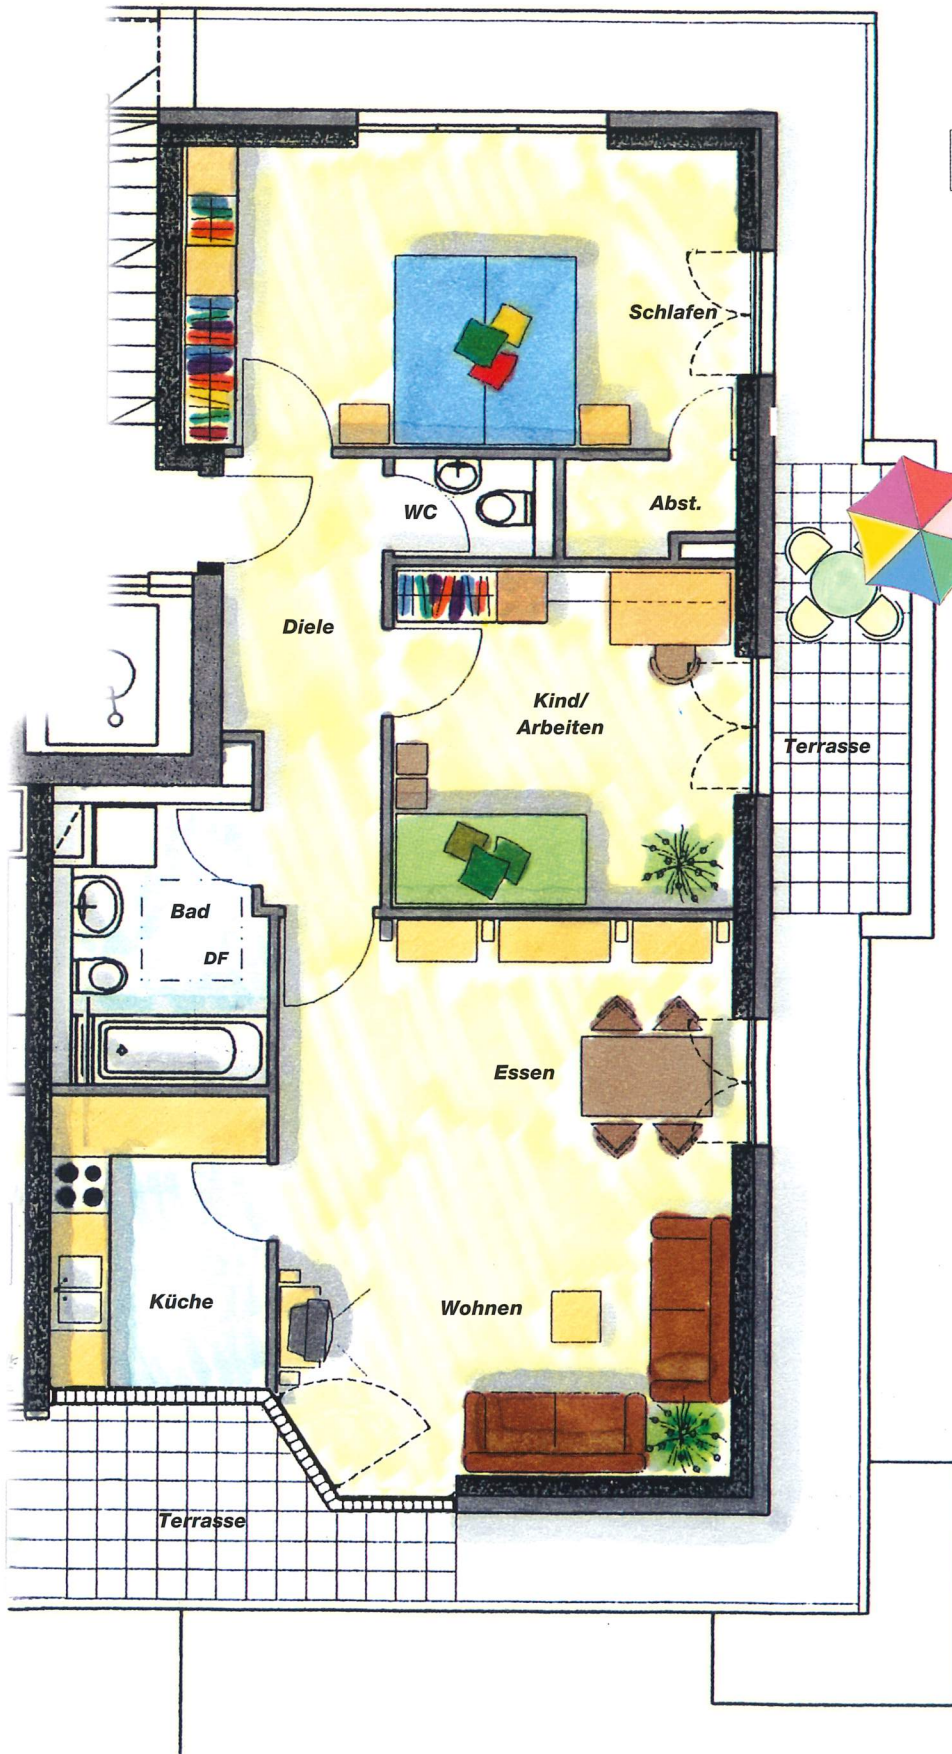 Schlafen
WC
Abst.
Diele
Kind/
Arbeiten
Terrasse
Bad
DF
Essen
Küche
Wohnen
Terrasse